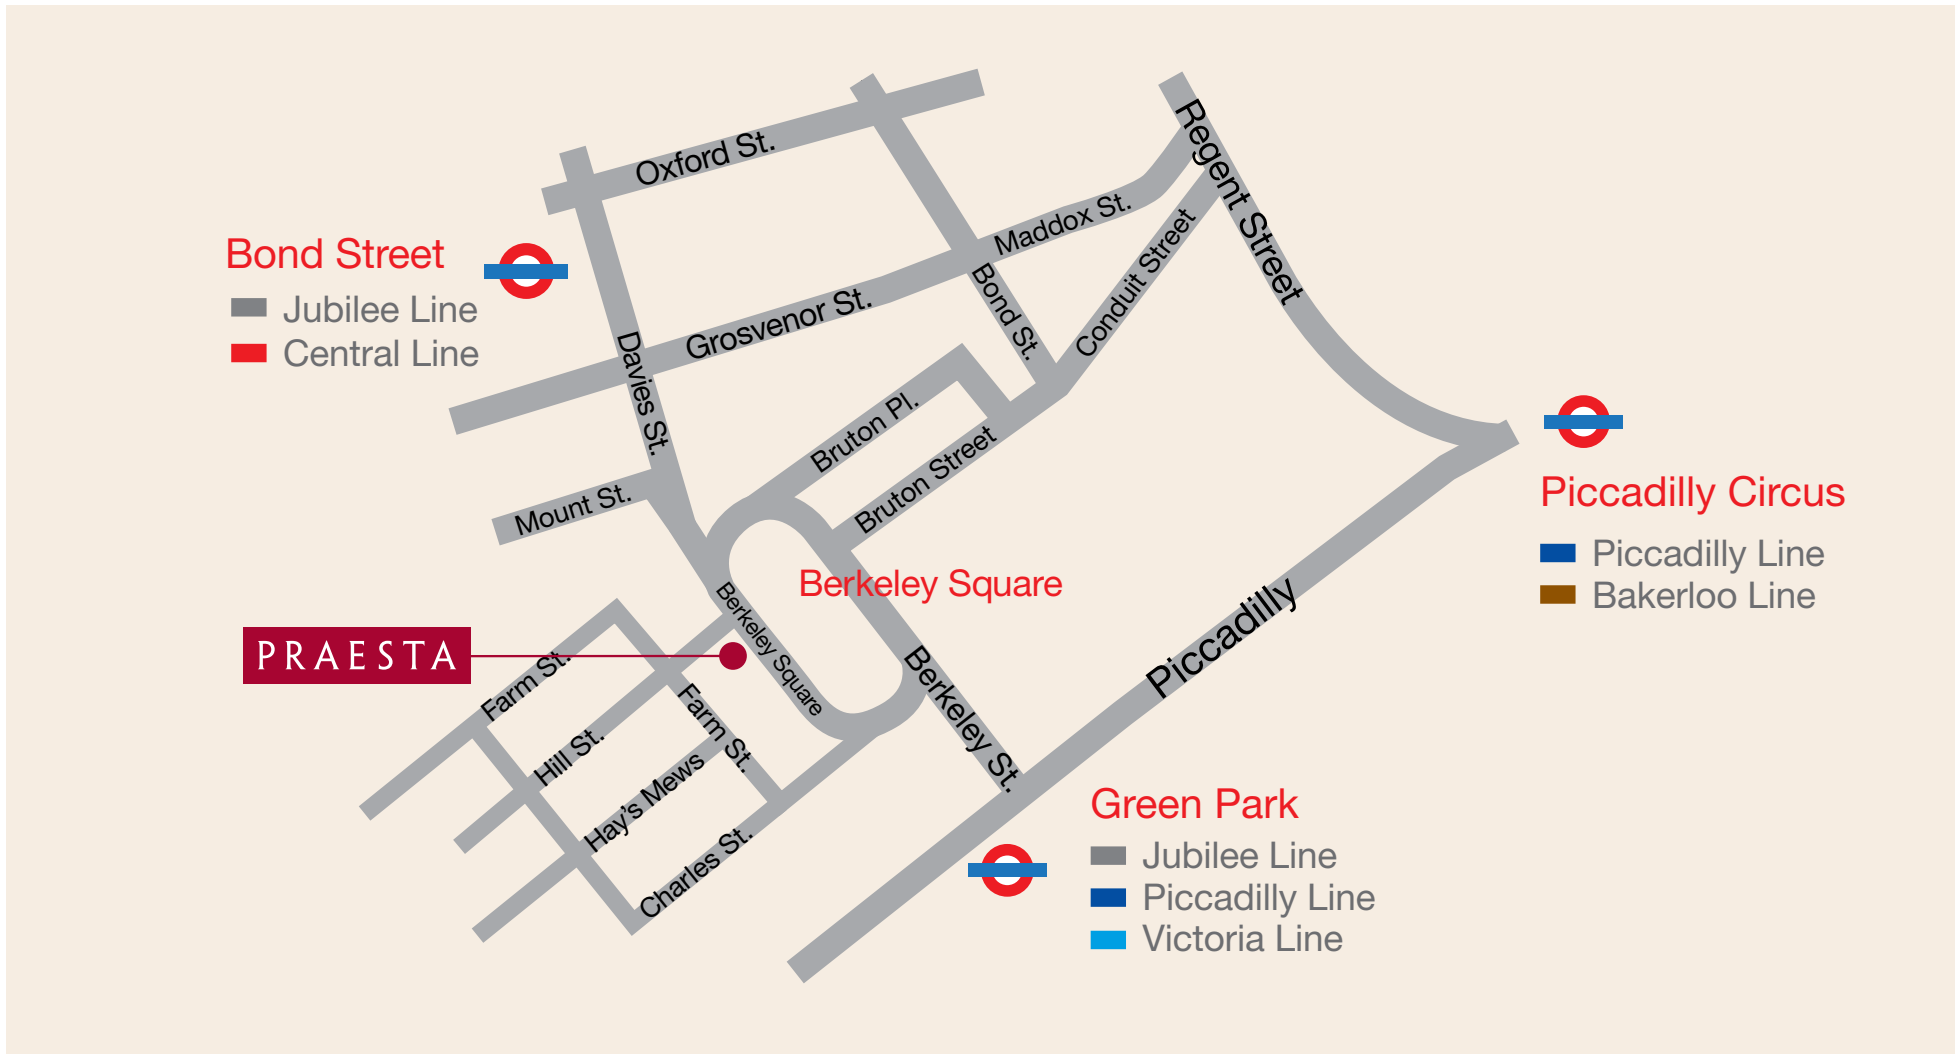 Oxford St.
Regent Street
Bond Street
Jubilee Line
Central Line
Maddox St.
Conduit Street
Bond St.
Grosvenor St.
Davies St.
Bruton Pl.
Bruton Street
Mount St.
Piccadilly Circus
Piccadilly Line
Bakerloo Line
Berkeley Square
Berkeley Square
PRAESTA
Farm St.
Farm St.
Hill St.
Hay's Mews
Charles St.
Berkeley St.
Piccadilly
Green Park
Jubilee Line
Piccadilly Line
Victoria Line